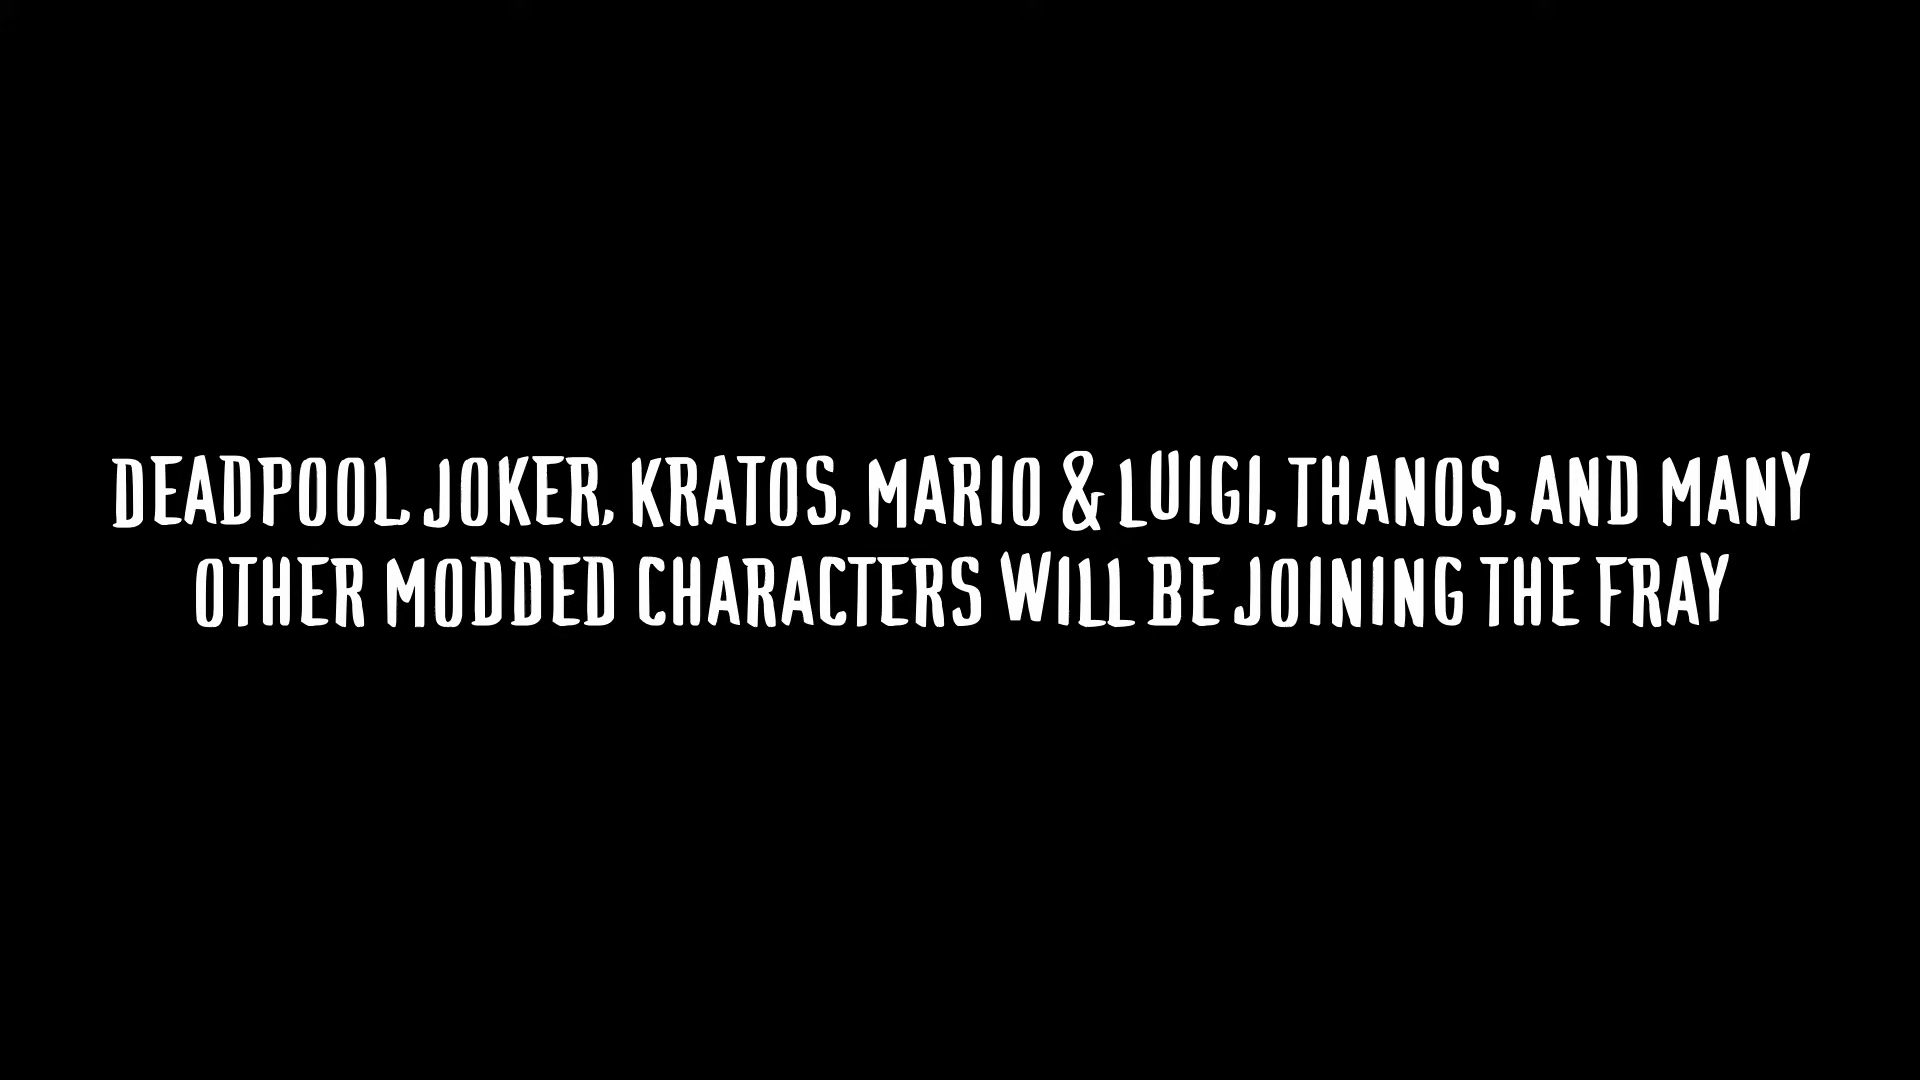 DEADPOOL, JOKER, KRATOS, MARIO & LUIGI, THANOS, AND MANY
OTHER MODDED CHARACTERS WILL BE JOINING THE FRAY